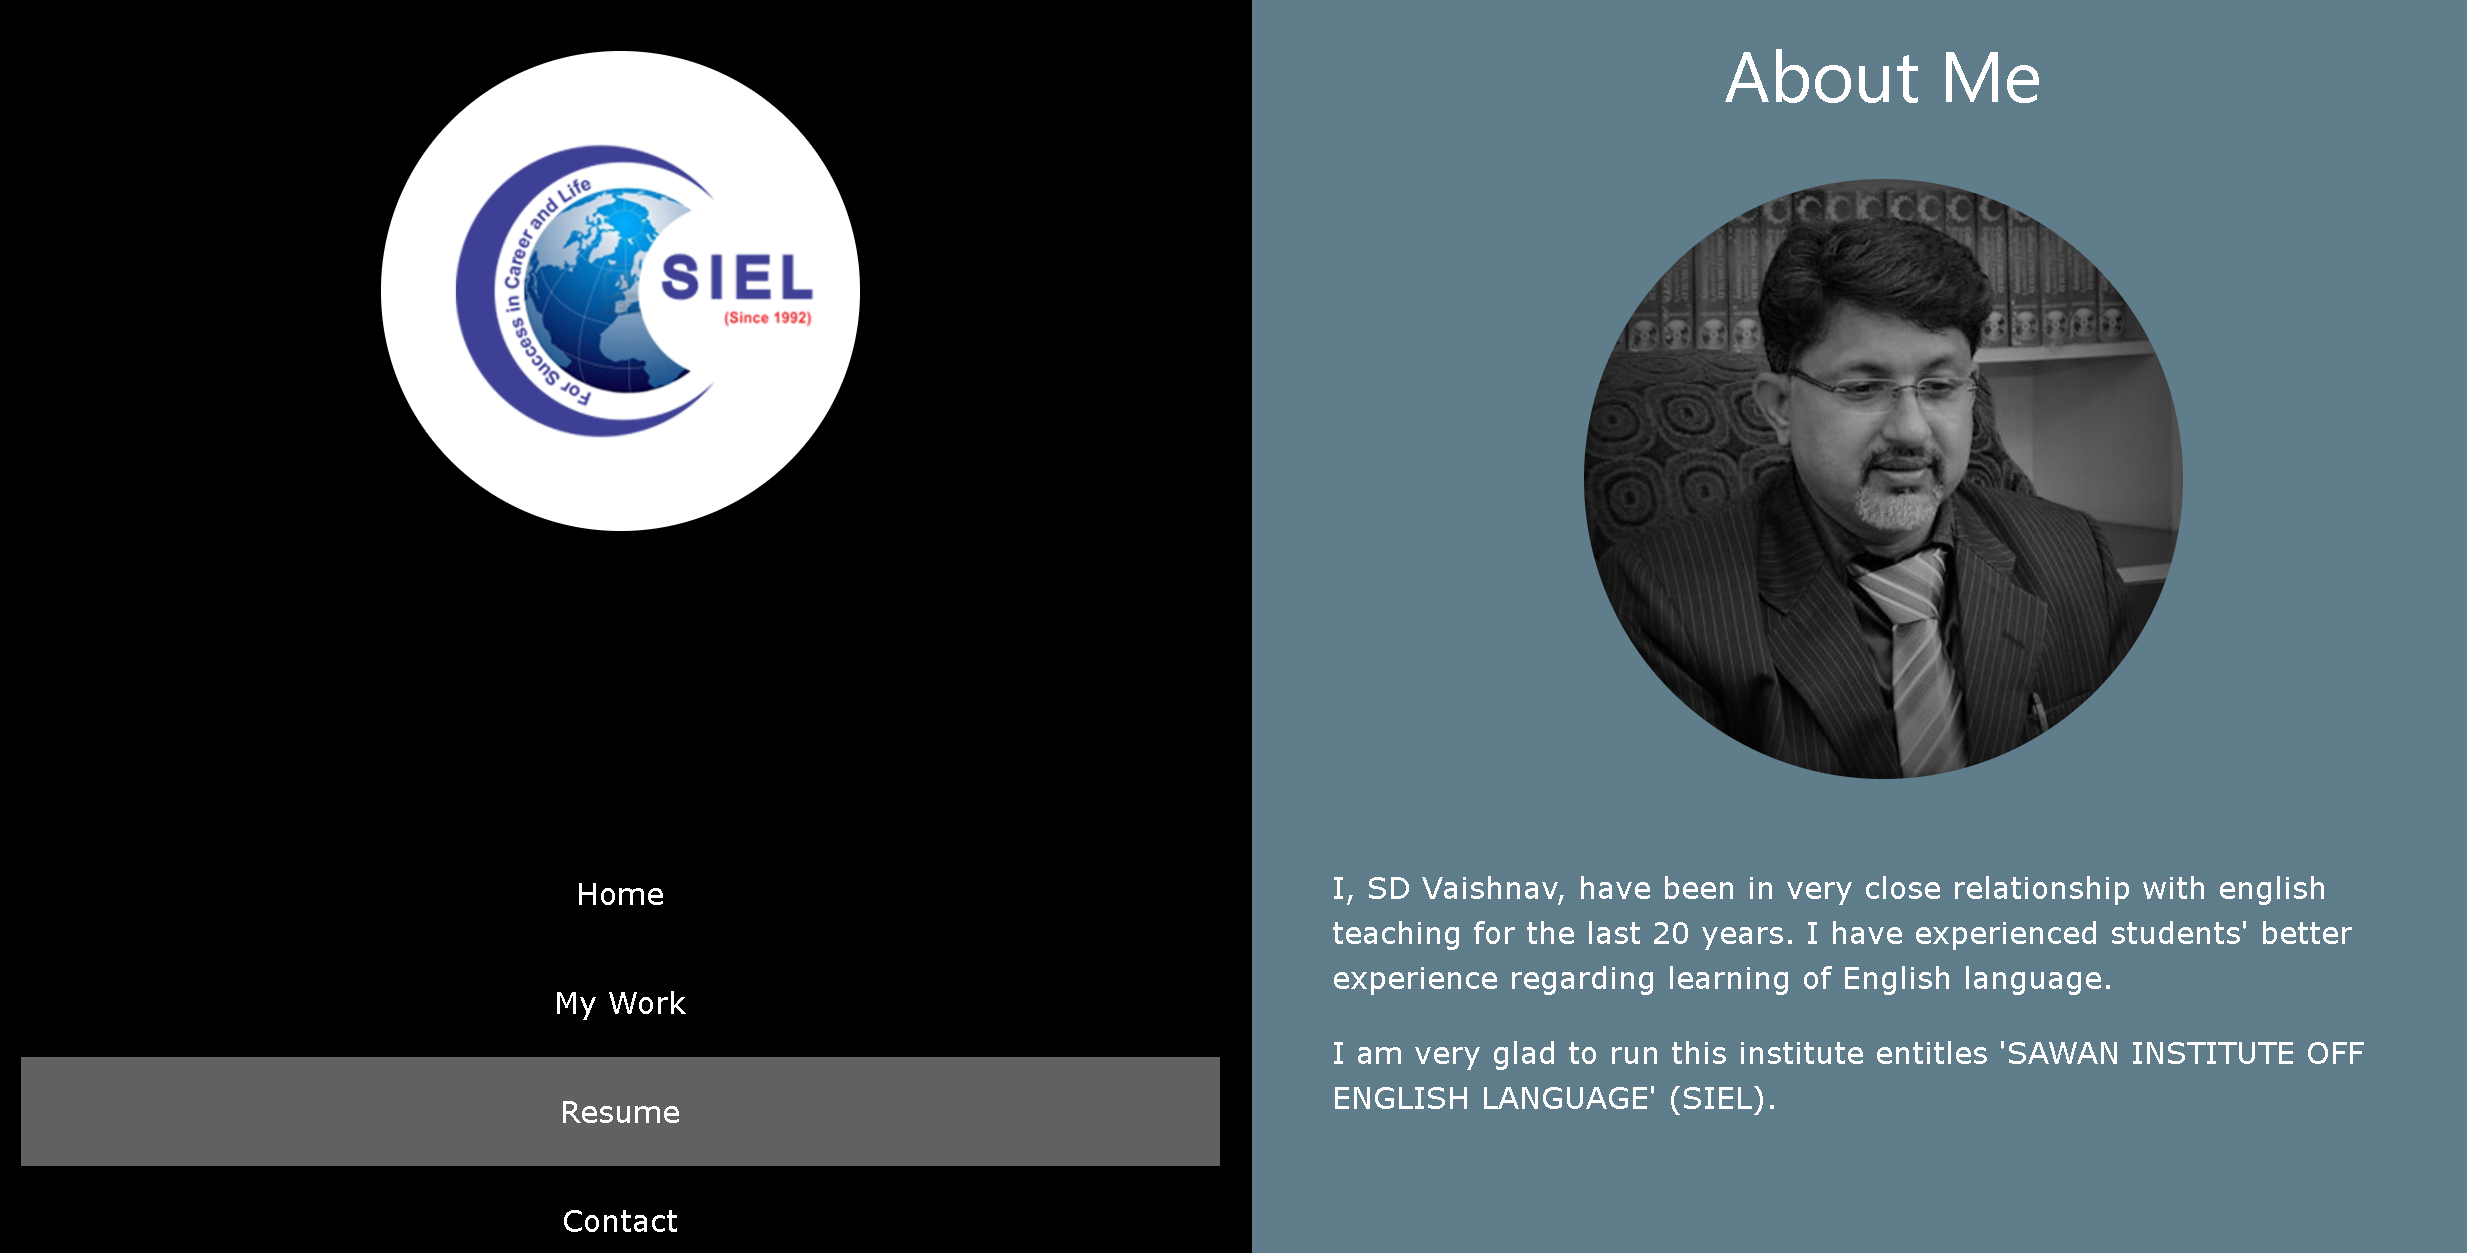 For Success in Career and Life
SIEL
(Since 1992)
Home
My Work
Resume
Contact
About Me
I, SD Vaishnav, have been in very close relationship with english
teaching for the last 20 years. I have experienced students' better
experience regarding learning of English language.
I am very glad to run this institute entitles 'SAWAN INSTITUTE OFF
ENGLISH LANGUAGE' (SIEL).